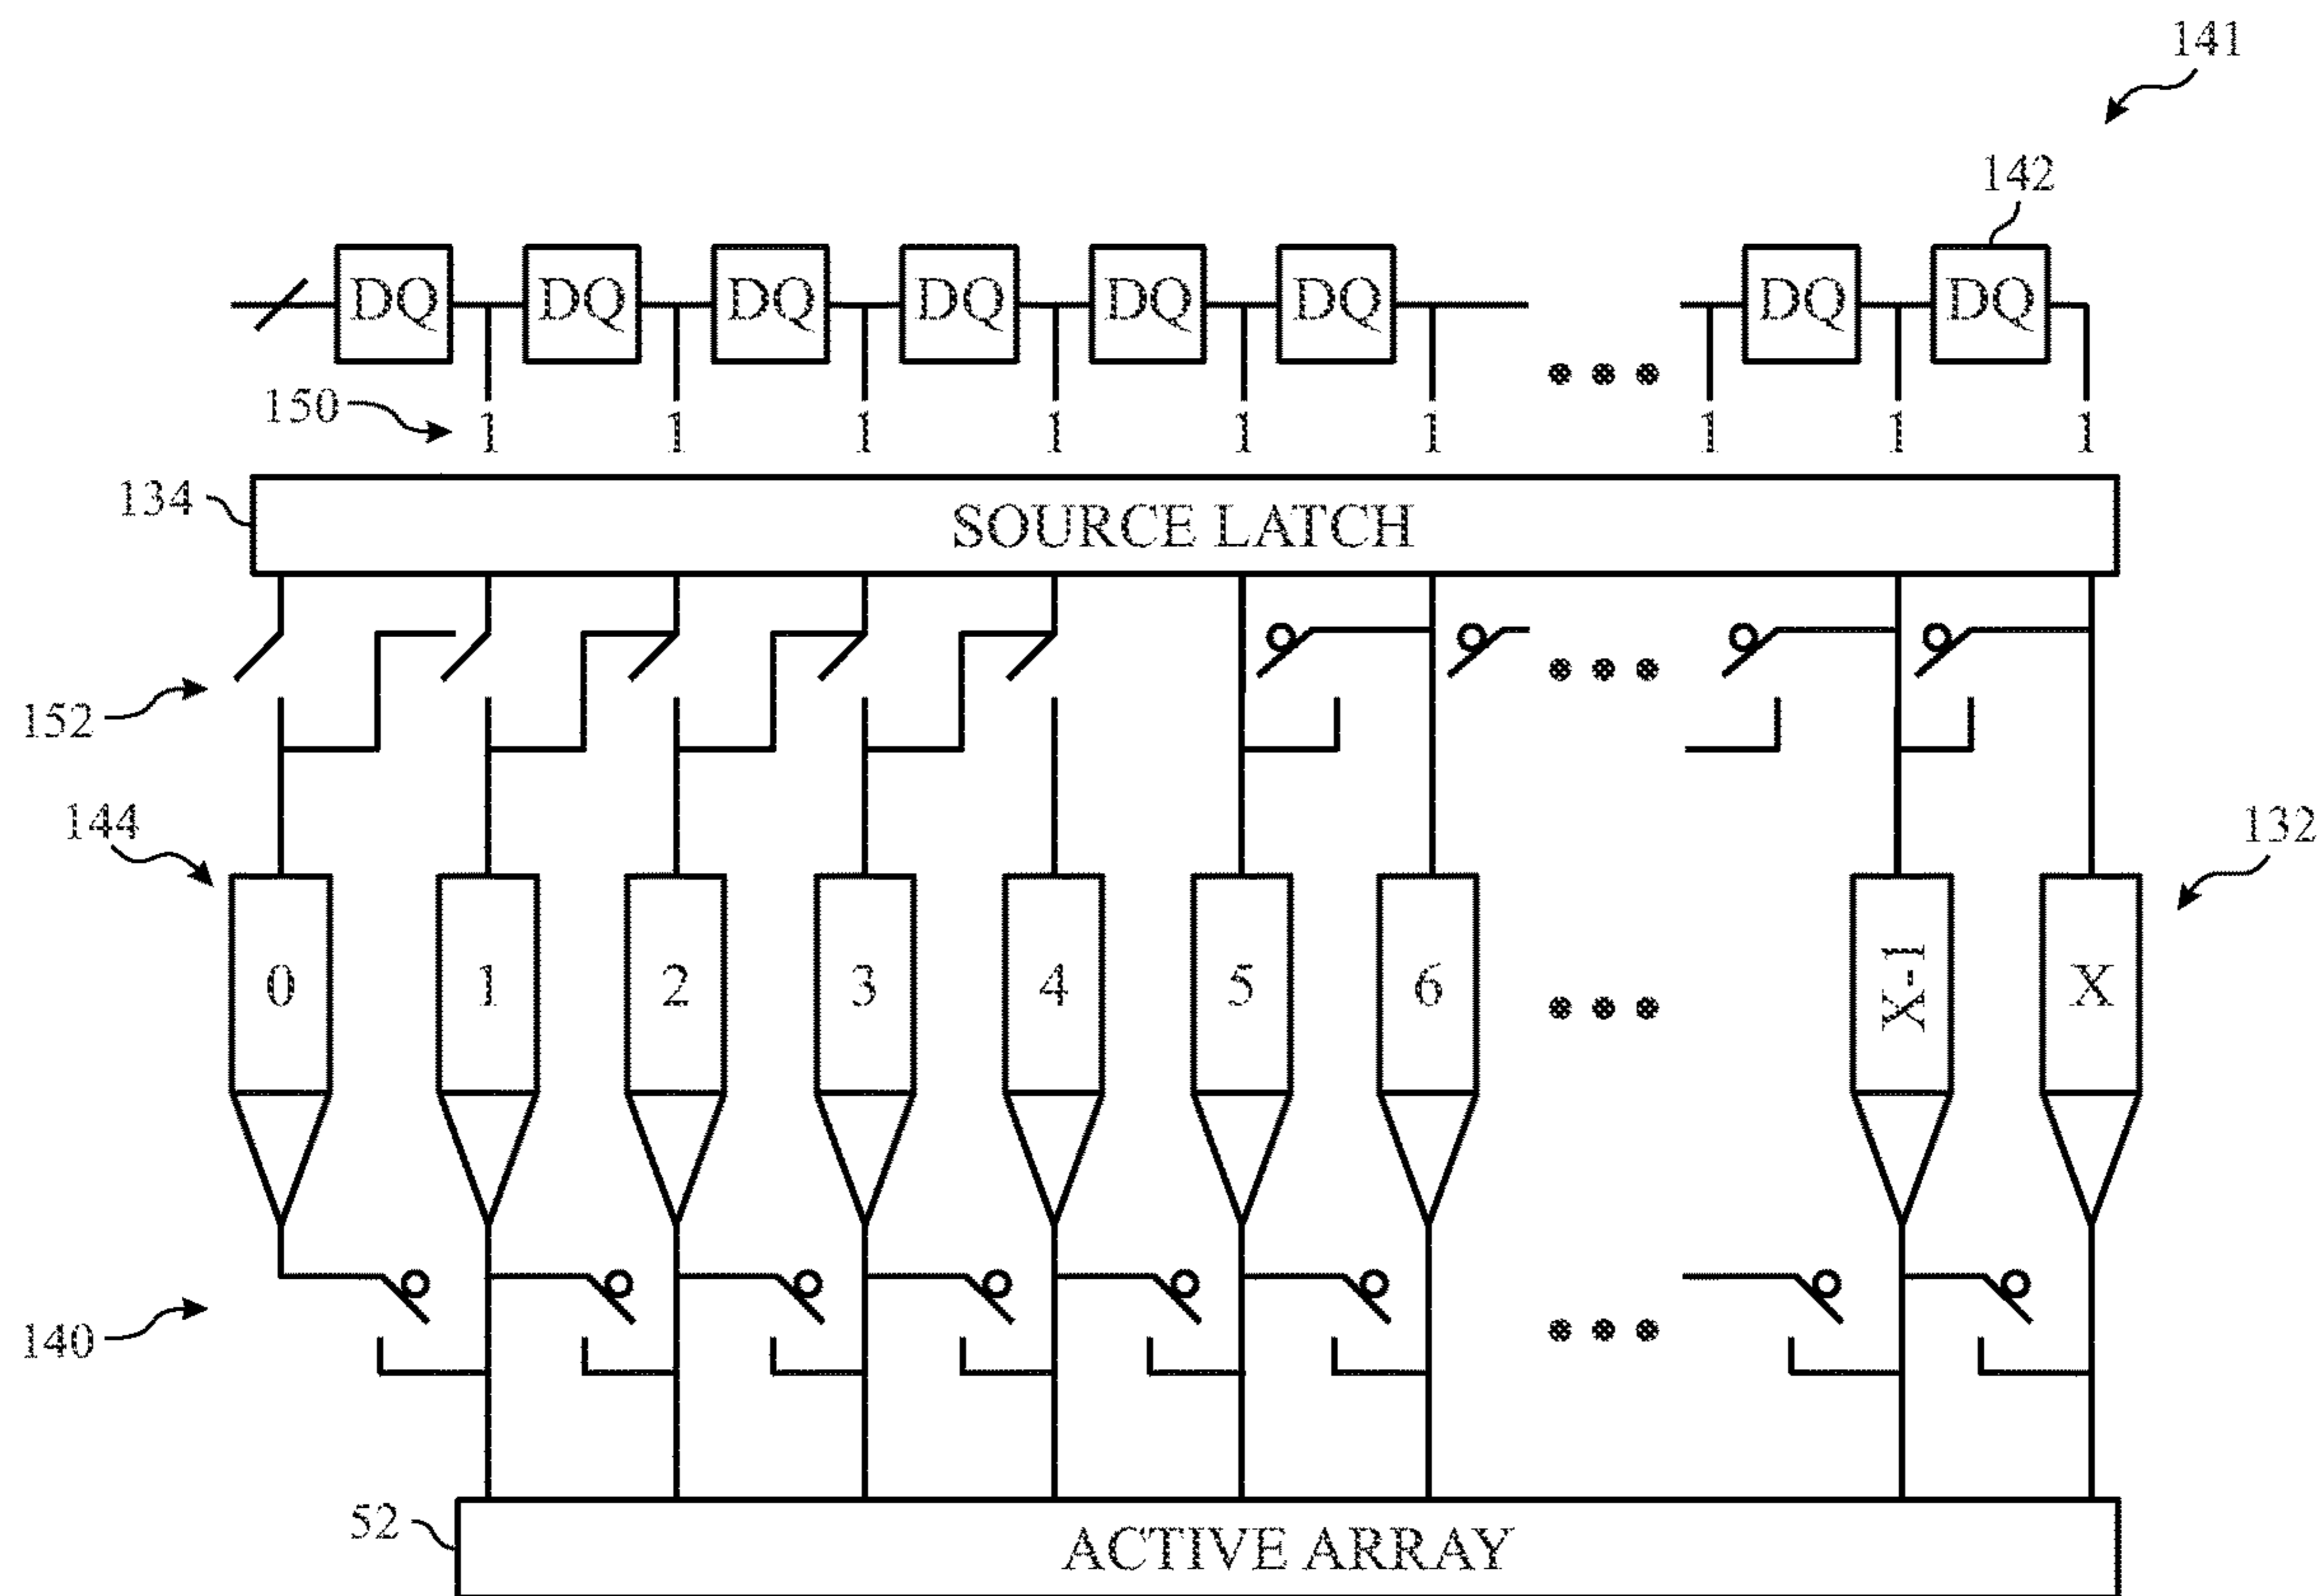 141
142
DQ DQ DQ DQ DQ DQ DQ DQ
150 1 1 1 1 1 1 1 1 1
134
SOURCE LATCH
152
144
132
0 1 2 3 4 5 6 X-1 X
140
52
ACTIVE ARRAY